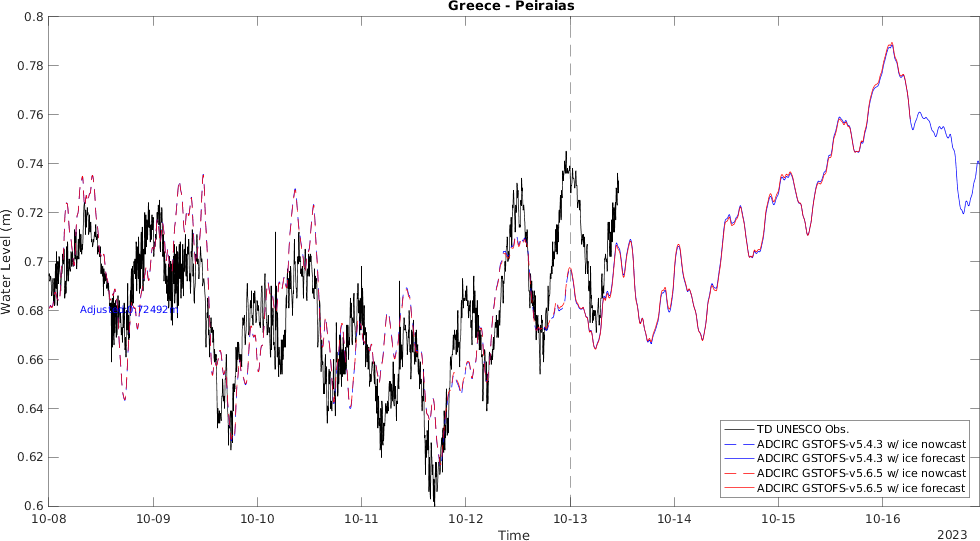 Greece - Peiraias
0.8
0.78
0.76
0.74
0.72
0.7
0.68
0.66
0.64
0.62
0.6
Water Level (m)
10-08
10-09
10-10
10-11
10-12
10-13
10-14
10-15
10-16
Time
2023
TD UNESCO Obs.
ADCIRC GSTOFS-v5.4.3 w/ ice nowcast
ADCIRC GSTOFS-v5.4.3 w/ ice forecast
ADCIRC GSTOFS-v5.6.5 w/ ice nowcast
ADCIRC GSTOFS-v5.6.5 w/ ice forecast